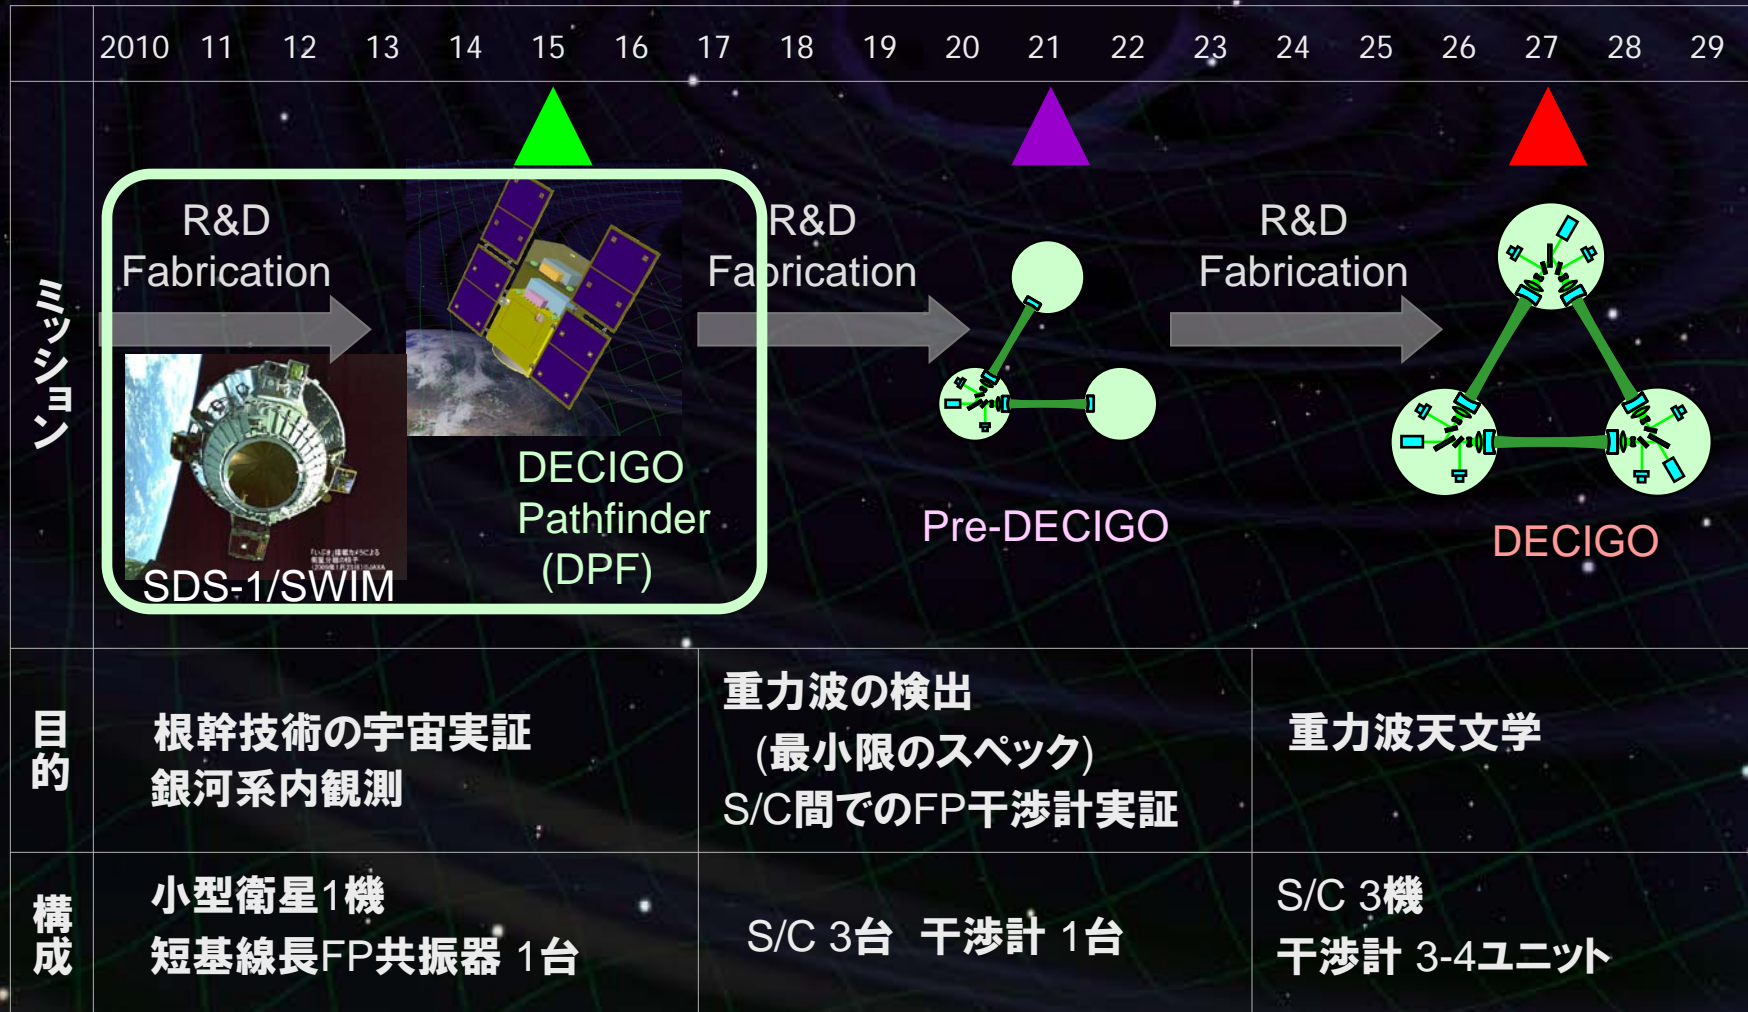 2010 11 12 13 14 15 16 17 18 19 20 21 22 23 24 25 26 27 28 29
ミッション
R&D
Fabrication
SDS-1/SWIM
DECIGO
Pathfinder
(DPF)
R&D
Fabrication
Pre-DECIGO
R&D
Fabrication
DECIGO
目的
根幹技術の宇宙実証
銀河系内観測
重力波の検出
(最小限のスペック)
S/C間でのFP干渉計実証
重力波天文学
構成
小型衛星1機
短基線長FP共振器 1台
S/C 3台 干渉計 1台
S/C 3機
干渉計 3-4ユニット